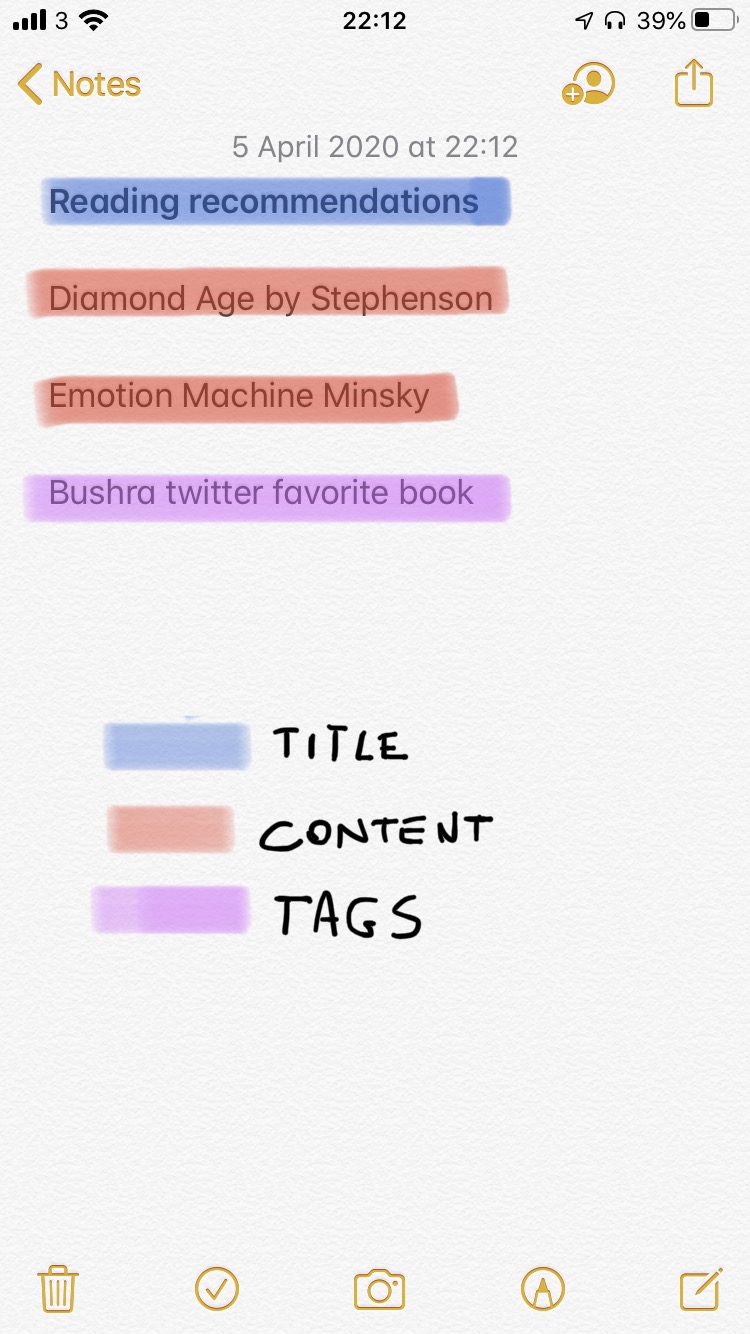 3 22:12 39%
Notes
5 April 2020 at 22:12
Reading recommendations
Diamond Age by Stephenson
Emotion Machine Minsky
Bushra twitter favorite book
TITLE
CONTENT
TAGS